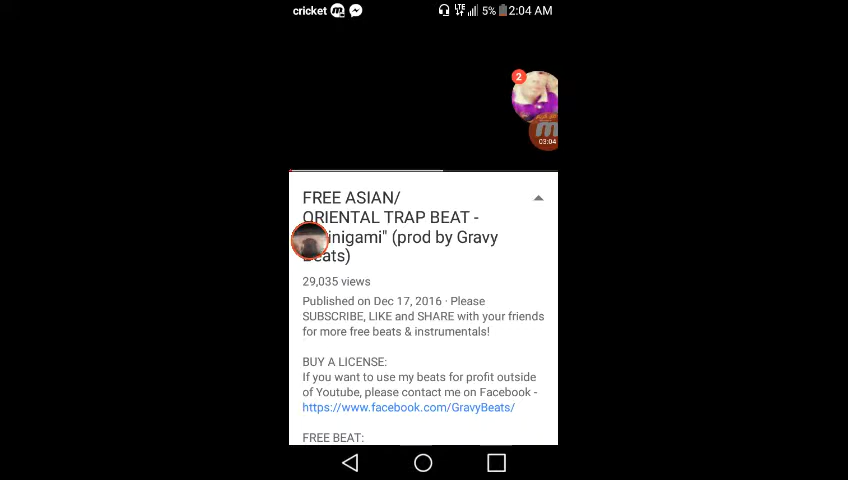 cricket 5% 2:04 AM
LTE
2
03:04
FREE ASIAN/
ORIENTAL TRAP BEAT -
(prod by Gravy
29,035 views
Published on Dec 17, 2016 · Please
SUBSCRIBE, LIKE and SHARE with your friends
for more free beats & instrumentals!
BUY A LICENSE:
If you want to use my beats for profit outside
of Youtube, please contact me on Facebook -
https://www.facebook.com/GravyBeats/
FREE BEAT: